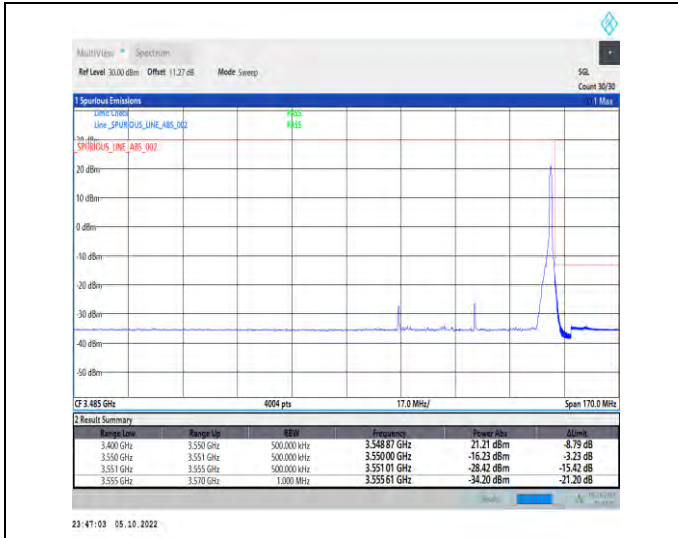 MultiView Spectrum
Ref Level 30.00 dBm Offset 11.27 dB Mode Sweep SGL
Count 30/30
1 Spurious Emissions 1 Max
Limit Check PASS
Line _SPURIOUS_LINE_ABS_002 PASS
_SPURIOUS_LINE_ABS_002
20 dBm
10 dBm
0 dBm
-10 dBm
-20 dBm
-30 dBm
-40 dBm
-50 dBm
CF 3.485 GHz 4004 pts 17.0 MHz/ Span 170.0 MHz
2 Result Summary
Range Low Range Up RBW Frequency Power Abs ΔLimit
3.400 GHz 3.550 GHz 500.000 kHz 3.548 87 GHz 21.21 dBm -8.79 dB
3.550 GHz 3.551 GHz 500.000 kHz 3.550 00 GHz -16.23 dBm -3.23 dB
3.551 GHz 3.555 GHz 500.000 kHz 3.551 01 GHz -28.42 dBm -15.42 dB
3.555 GHz 3.570 GHz 1.000 MHz 3.555 61 GHz -34.20 dBm -21.20 dB
23:47:03 05.10.2022